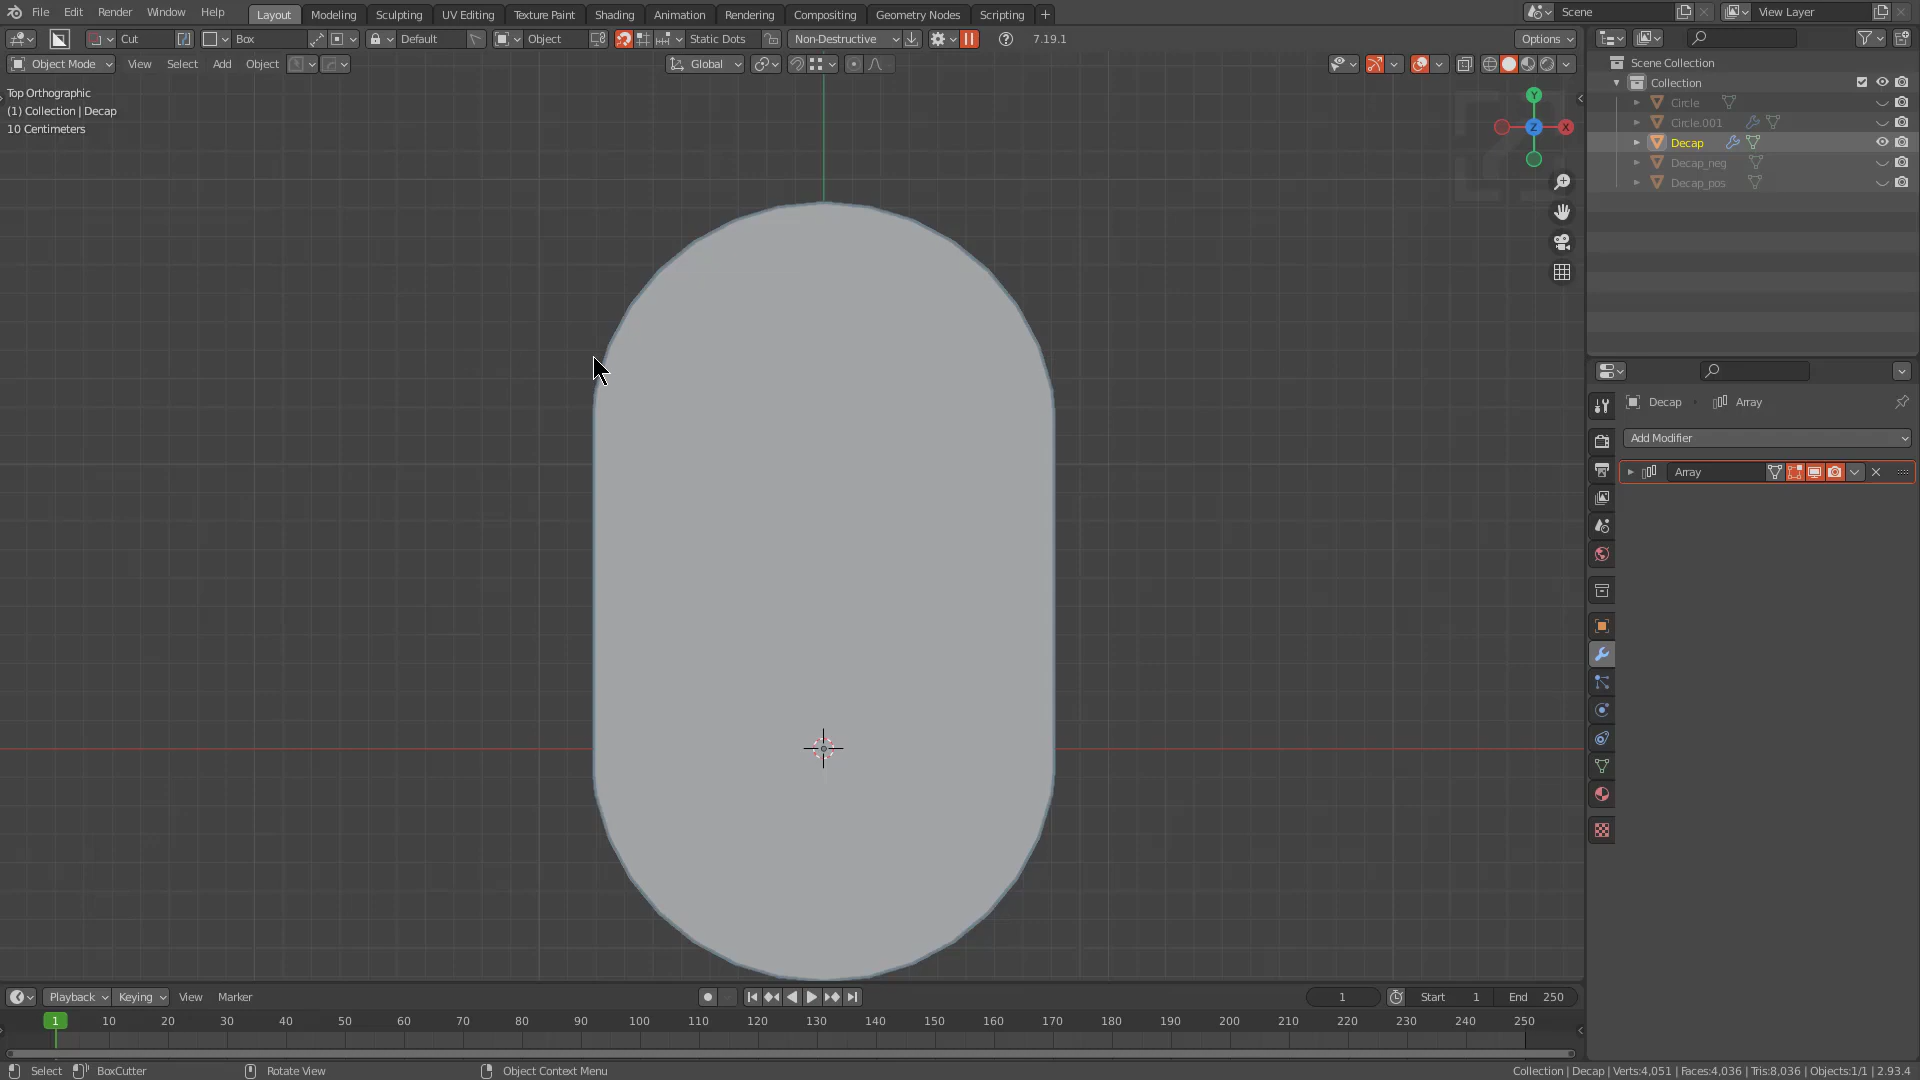 File Edit Render Window Help Layout Modeling Sculpting UV Editing Texture Paint Shading Animation Rendering Compositing Geometry Nodes Scripting + Scene View Layer
Cut Box Default Object Static Dots Non-Destructive 7.19.1 Options
Object Mode View Select Add Object Global
Top Orthographic
(1) Collection | Decap
10 Centimeters
Y
Z X
Scene Collection
Collection
Circle
Circle.001
Decap
Decap_neg
Decap_pos
Decap Array
Add Modifier
Array
Playback Keying View Marker 1 Start 1 End 250
1 10 20 30 40 50 60 70 80 90 100 110 120 130 140 150 160 170 180 190 200 210 220 230 240 250
Select BoxCutter Rotate View Object Context Menu Collection | Decap | Verts:4,051 | Faces:4,036 | Tris:8,036 | Objects:1/1 | 2.93.4